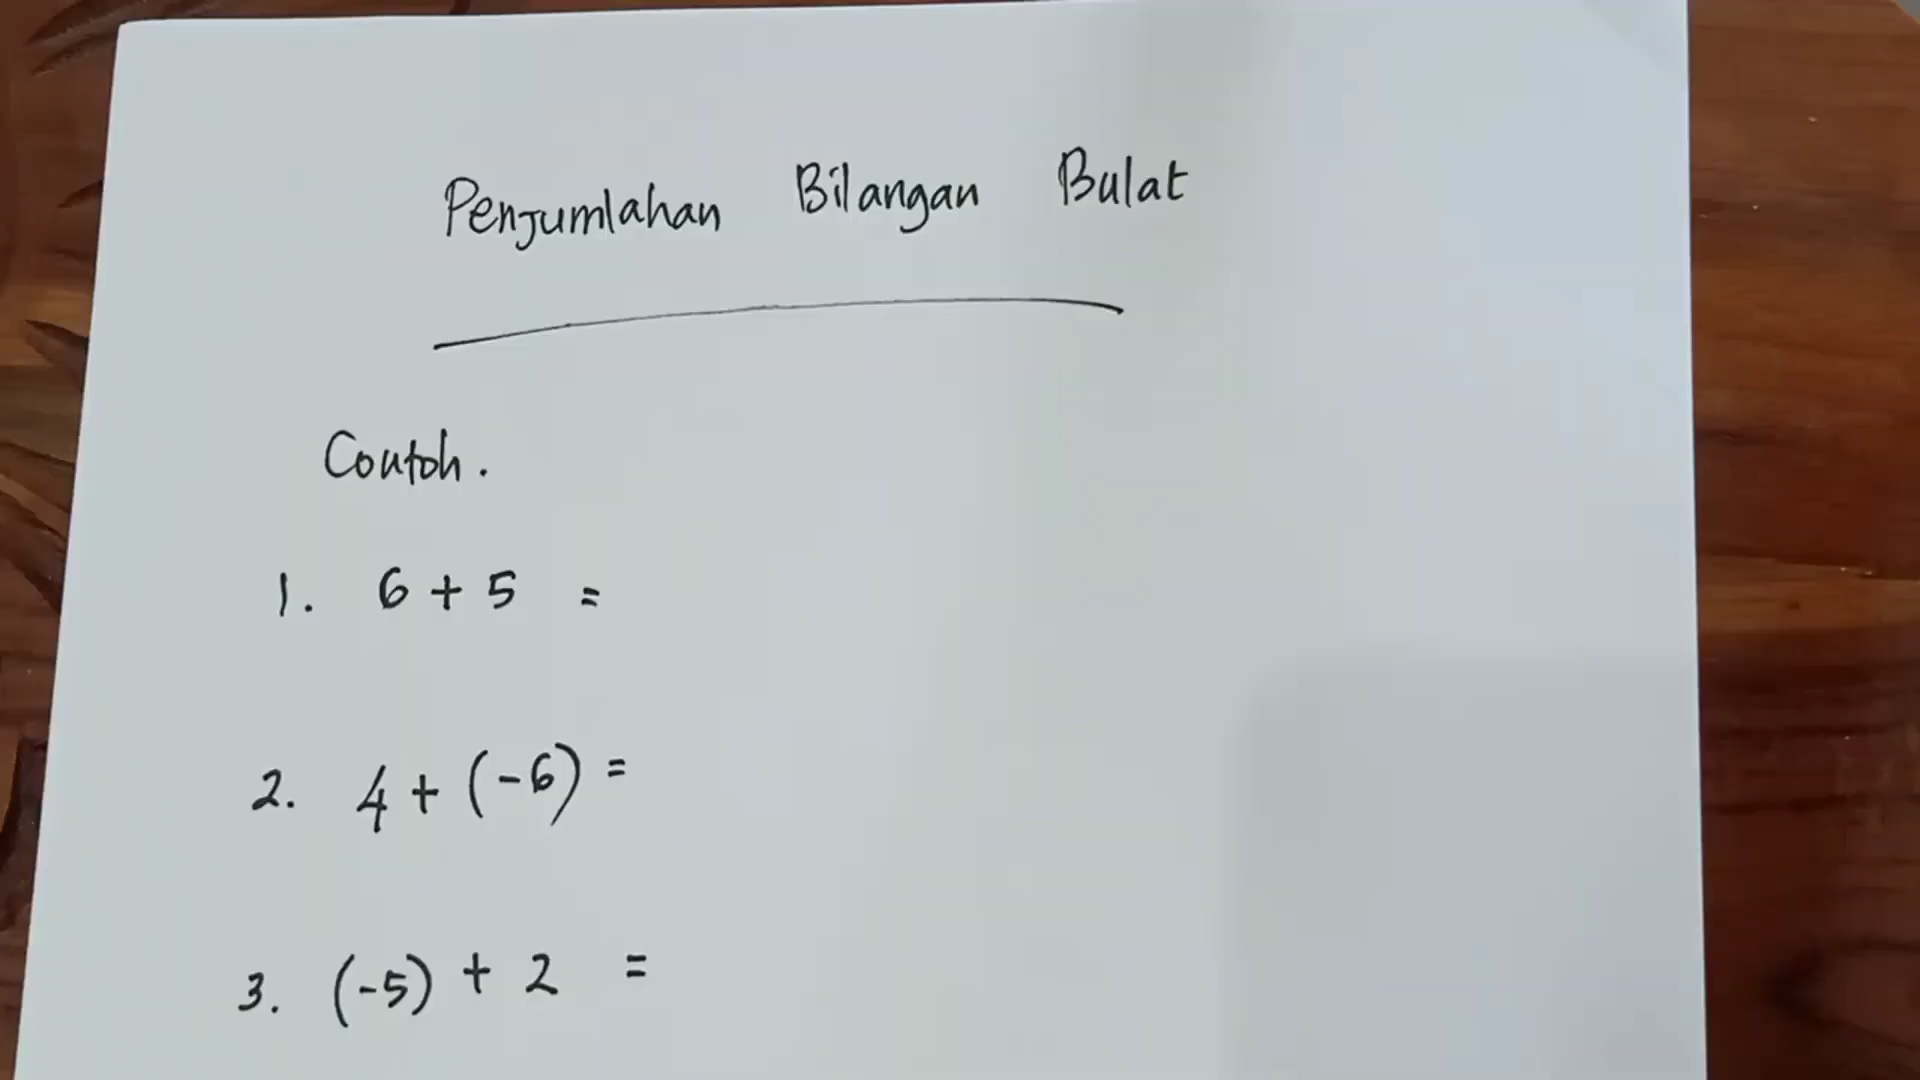 Penjumlahan Bilangan Bulat
Contoh.
1. 6 + 5 =
2. 4 + (-6) =
3. (-5) + 2 =